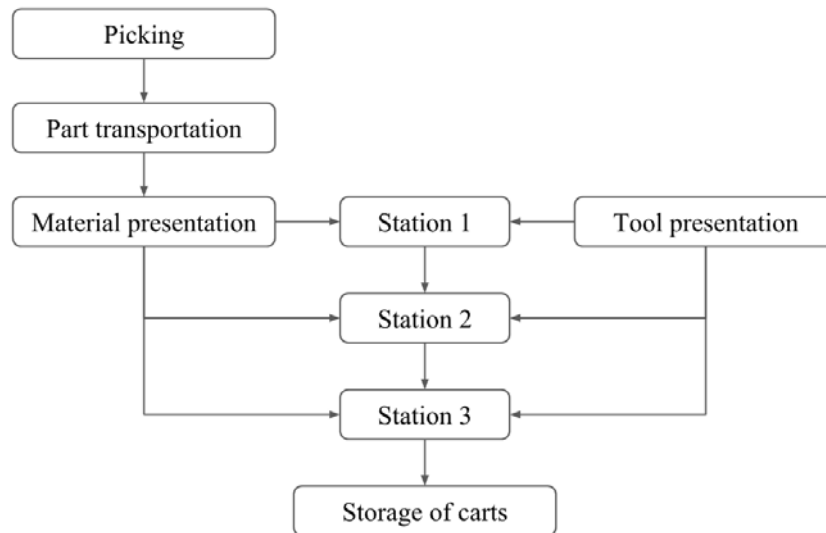 Picking
Part transportation
Material presentation
Station 1
Tool presentation
Station 2
Station 3
Storage of carts